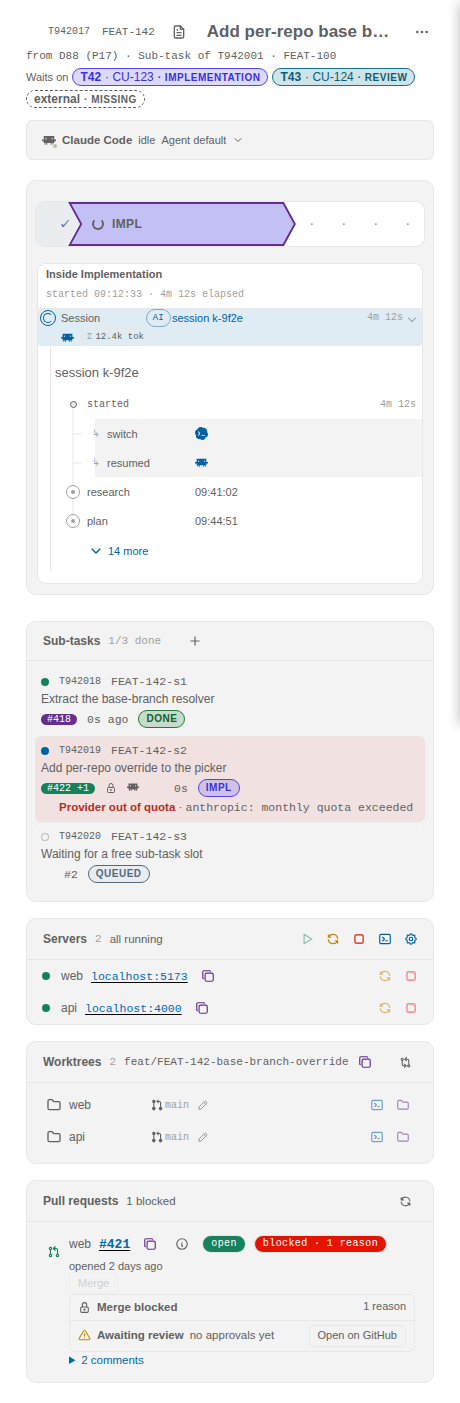 T942017 FEAT-142 Add per-repo base b…
from D88 (P17) · Sub-task of T942001 · FEAT-100
Waits on T42 · CU-123 · IMPLEMENTATION T43 · CU-124 · REVIEW
external · MISSING
Claude Code idle Agent default
✓ IMPL
Inside Implementation
started 09:12:33 · 4m 12s elapsed
Session AI session k-9f2e 4m 12s
Σ 12.4k tok
session k-9f2e
started 4m 12s
↳ switch
↳ resumed
research 09:41:02
plan 09:44:51
14 more
Sub-tasks 1/3 done
T942018 FEAT-142-s1
Extract the base-branch resolver
#418 0s ago DONE
T942019 FEAT-142-s2
Add per-repo override to the picker
#422 +1 0s IMPL
Provider out of quota · anthropic: monthly quota exceeded
T942020 FEAT-142-s3
Waiting for a free sub-task slot
#2 QUEUED
Servers 2 all running
web localhost:5173
api localhost:4000
Worktrees 2 feat/FEAT-142-base-branch-override
web main
api main
Pull requests 1 blocked
web #421 open blocked · 1 reason
opened 2 days ago
Merge
Merge blocked 1 reason
Awaiting review no approvals yet Open on GitHub
2 comments